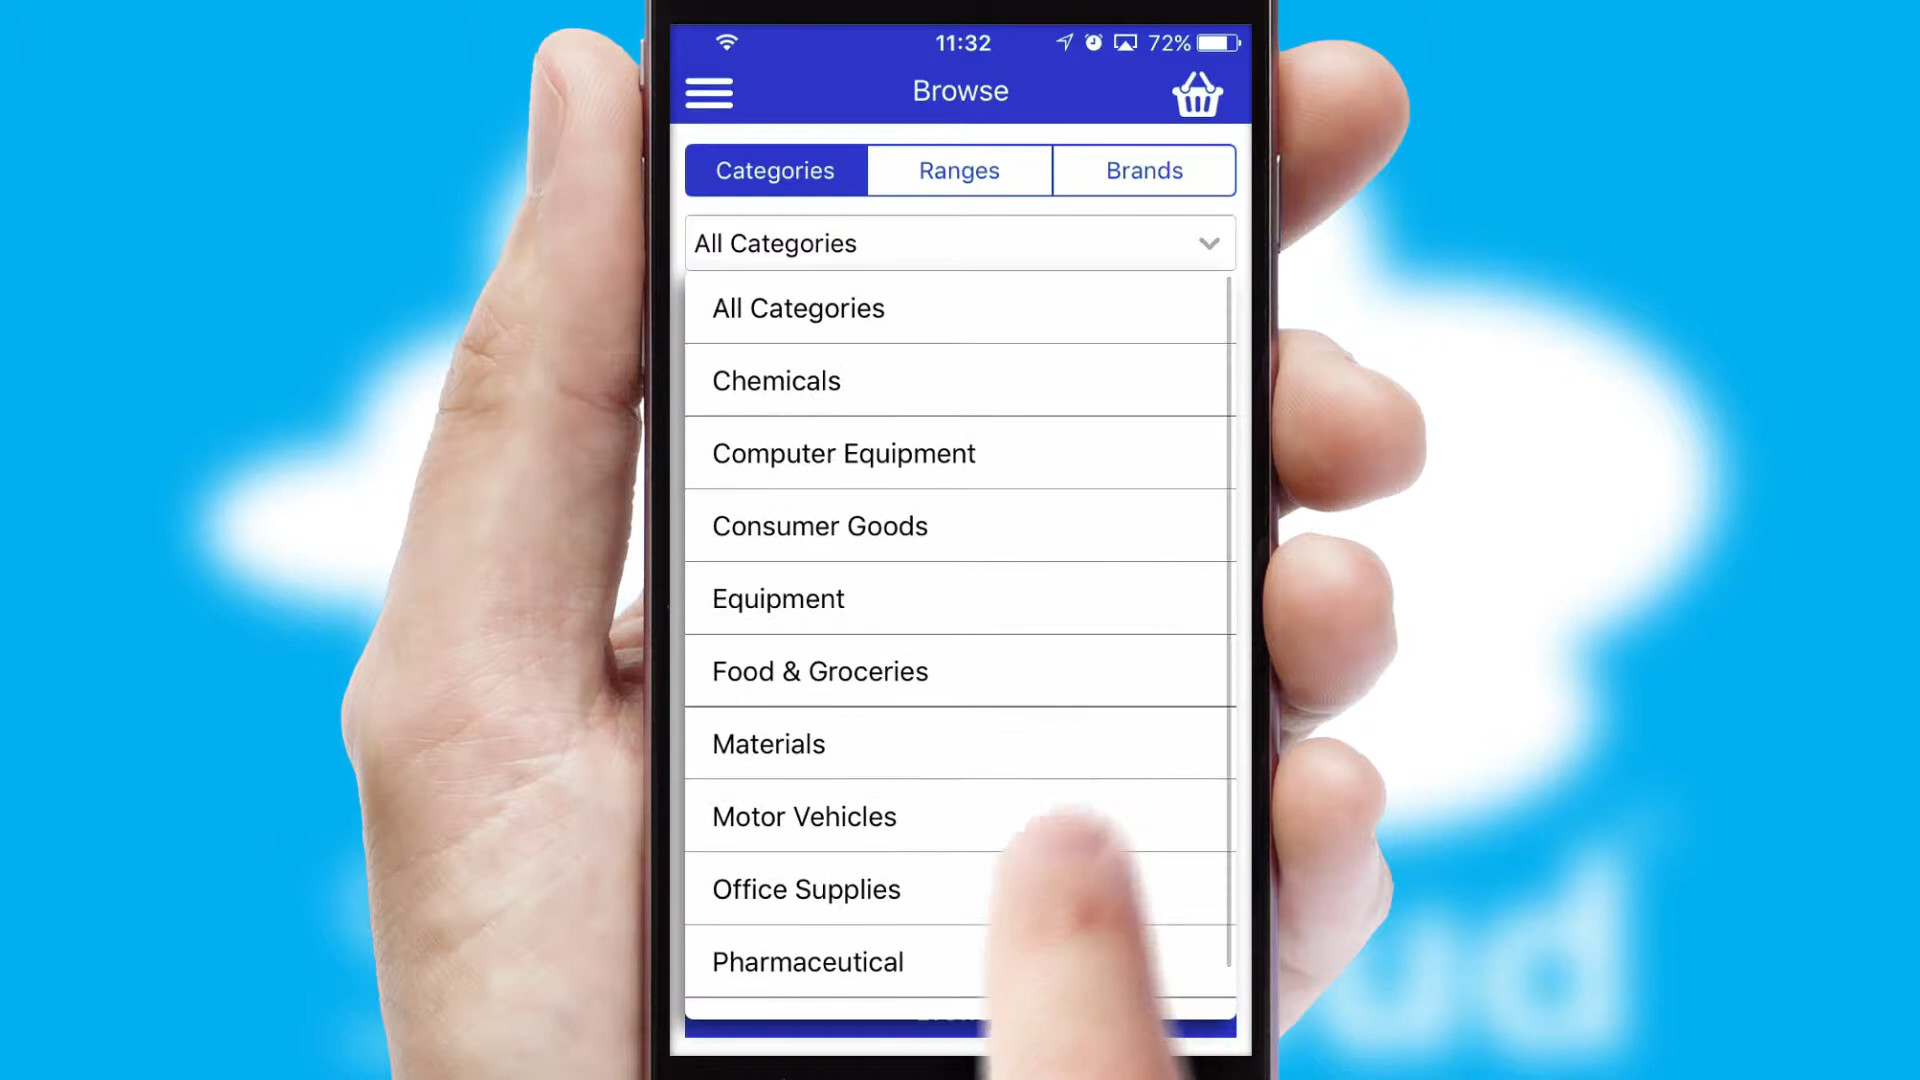 11:32
72%
Browse
Categories
Ranges
Brands
All Categories
All Categories
Chemicals
Computer Equipment
Consumer Goods
Equipment
Food & Groceries
Materials
Motor Vehicles
Office Supplies
Pharmaceutical